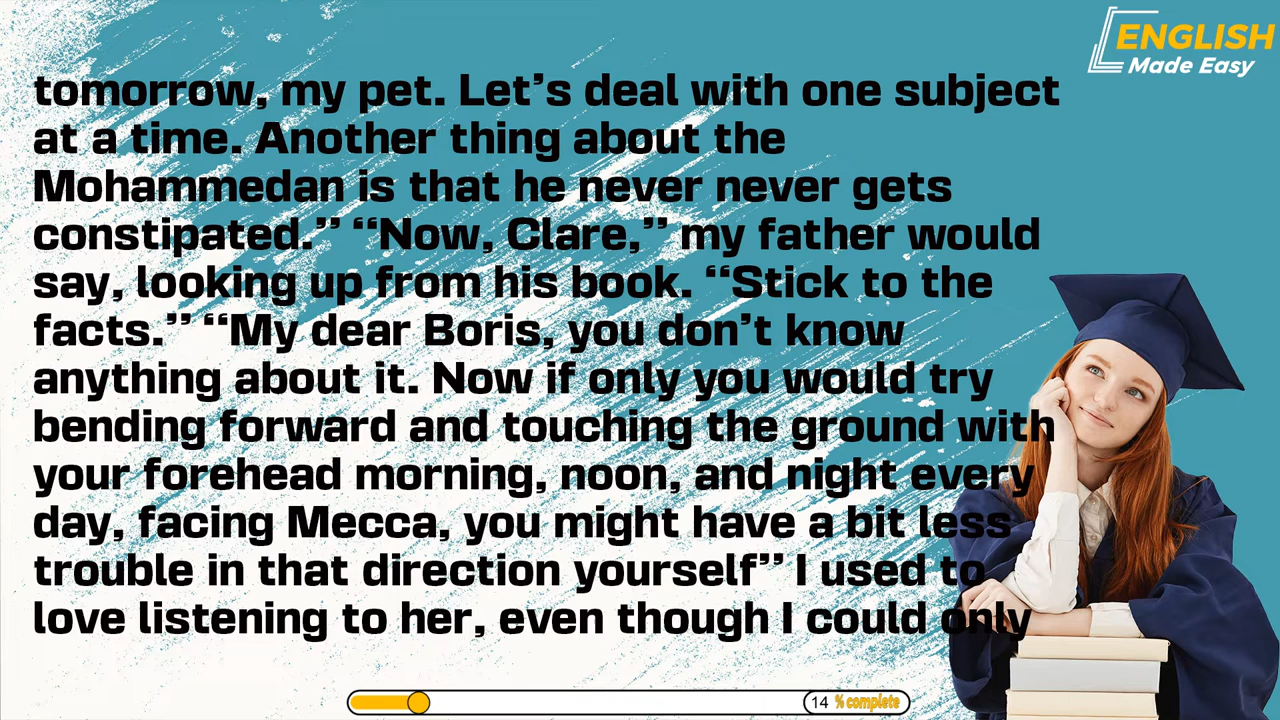 ENGLISH
Made Easy
tomorrow, my pet. Let’s deal with one subject
at a time. Another thing about the
Mohammedan is that he never never gets
constipated.” “Now, Clare,” my father would
say, looking up from his book. “Stick to the
facts.” “My dear Boris, you don’t know
anything about it. Now if only you would try
bending forward and touching the ground with
your forehead morning, noon, and night every
day, facing Mecca, you might have a bit less
trouble in that direction yourself” I used to
love listening to her, even though I could only
14 % complete